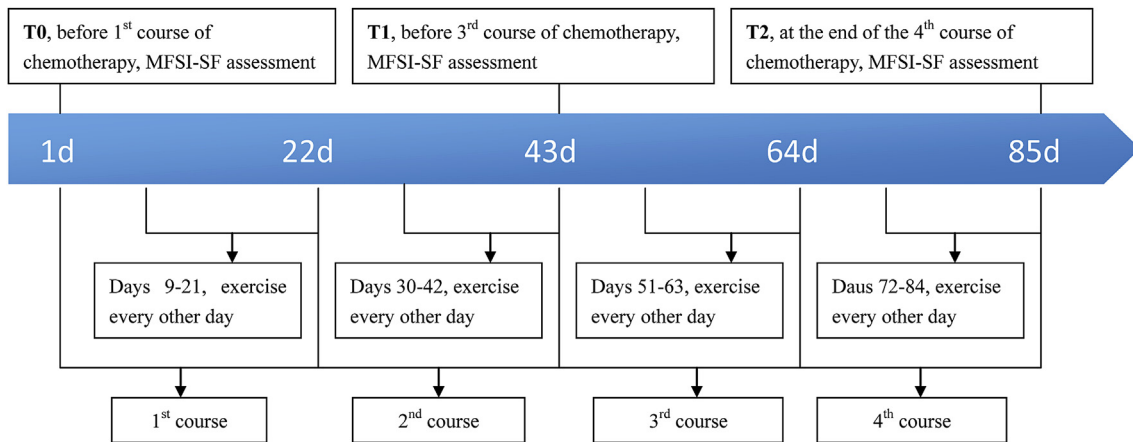 T0, before 1st course of
chemotherapy, MFSI-SF assessment
T1, before 3rd course of chemotherapy,
MFSI-SF assessment
T2, at the end of the 4th course of
chemotherapy, MFSI-SF assessment
1d 22d 43d 64d 85d
Days 9-21, exercise
every other day
Days 30-42, exercise
every other day
Days 51-63, exercise
every other day
Daus 72-84, exercise
every other day
1st course
2nd course
3rd course
4th course